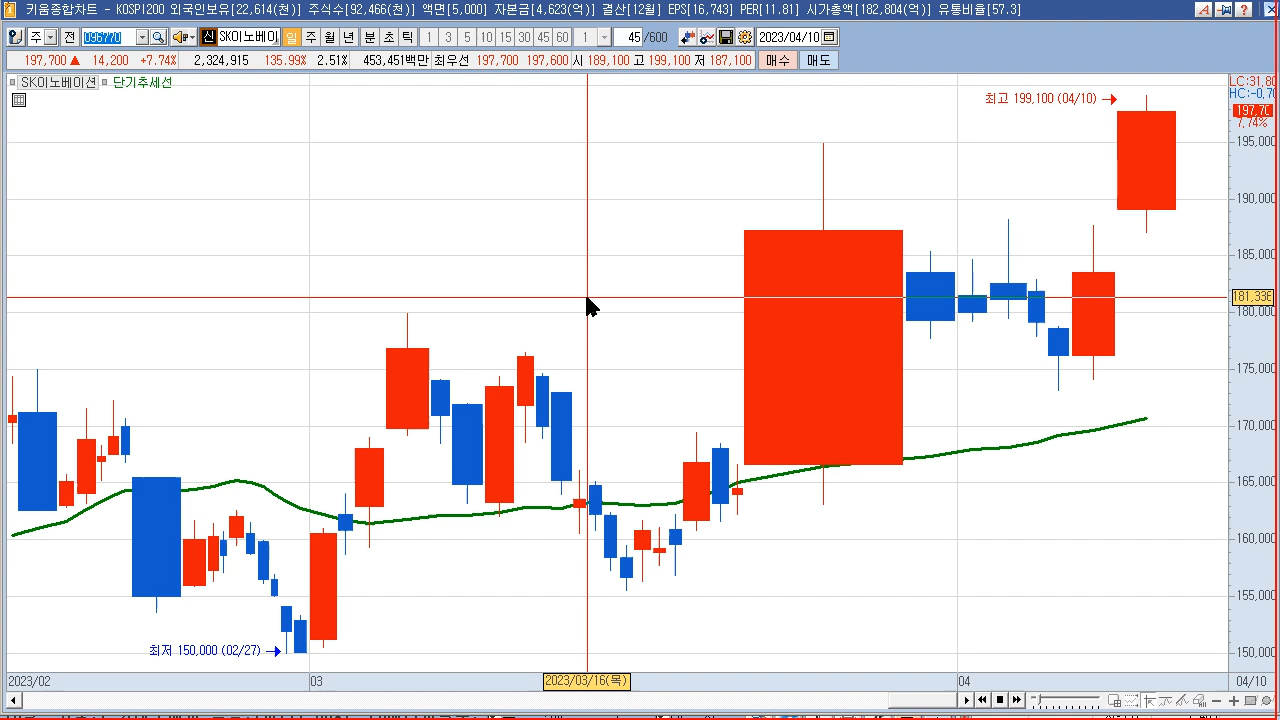 키움종합차트 - KOSPI200 외국인보유[22,614(천)] 주식수[92,466(천)] 액면[5,000] 자본금[4,623(억)] 결산[12월] EPS[16,743] PER[11.81] 시가총액[182,804(억)] 유통비율[57.3]
주 전 096770 신 SK이노베이 일 주 월 년 분 초 틱 1 3 5 10 15 30 45 60 1 45 /600 2023/04/10
197,700 ▲ 14,200 +7.74% 2,324,915 135.99% 2.51% 453,451백만 최우선 197,700 197,600 시 189,100 고 199,100 저 187,100 매수 매도
SK이노베이션 단기추세선
LC:31,80
HC:-0,70
최고 199,100 (04/10)
197,70
7,74%
195,000
190,000
185,000
181,336
180,000
175,000
170,000
165,000
160,000
155,000
최저 150,000 (02/27)
150,000
2023/02 03 2023/03/16(목) 04 04/10